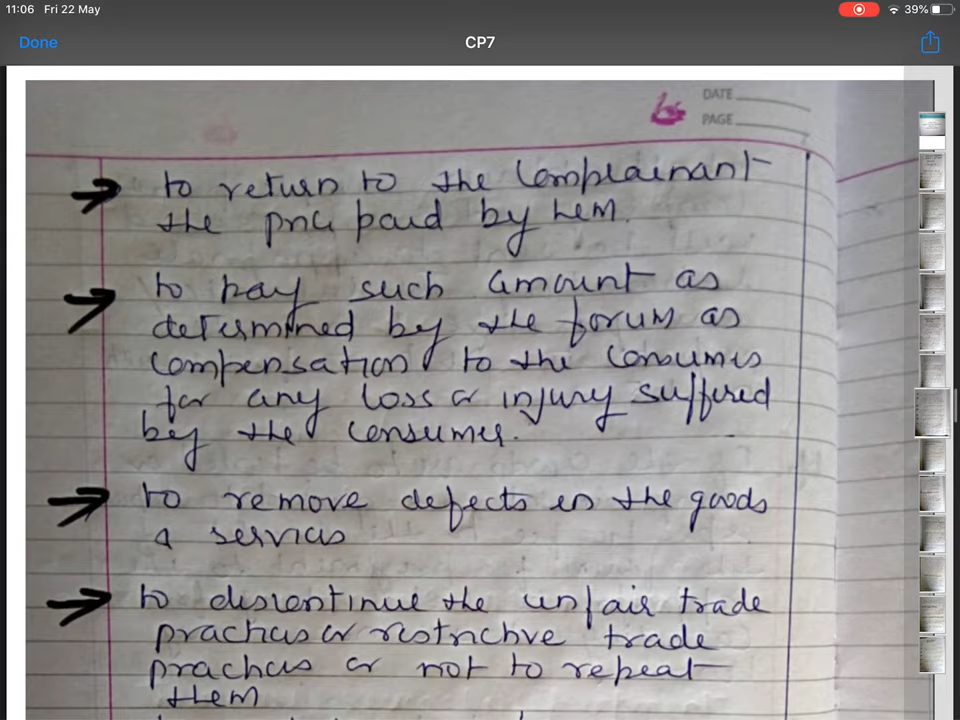 11:06 Fri 22 May
39%
Done
CP7
DATE
PAGE
to return to the Complainant
the price paid by him.
to pay such amount as
determined by the forum as
compensation to the Consumer
for any loss or injury suffered
by the consumer.
to remove defects in the goods
or services
to discontinue the unfair trade
practices or restrictive trade
practices or not to repeat
them